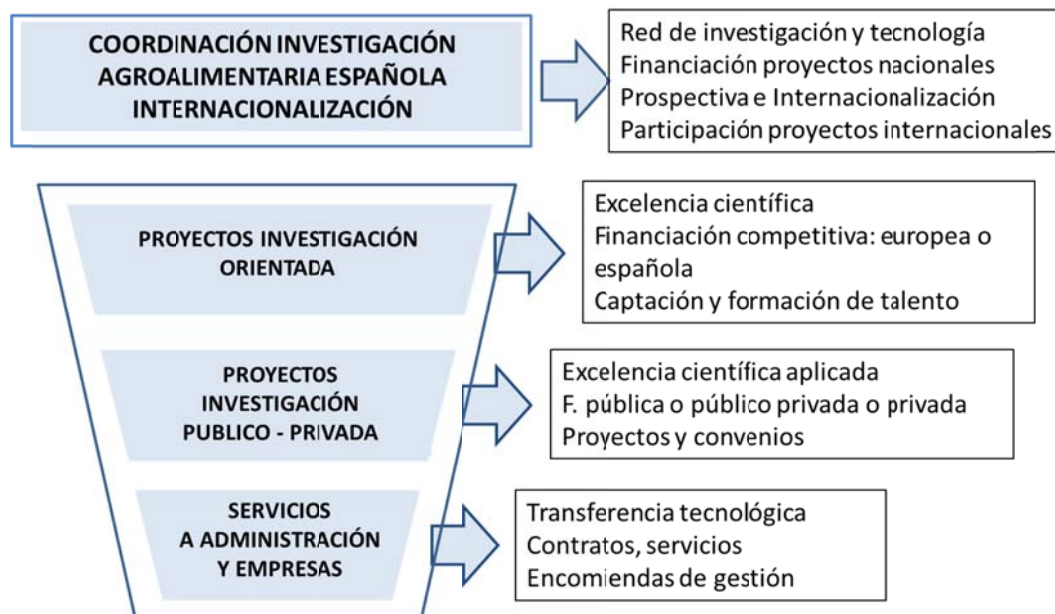 COORDINACIÓN INVESTIGACIÓN
AGROALIMENTARIA ESPAÑOLA
INTERNACIONALIZACIÓN
Red de investigación y tecnología
Financiación proyectos nacionales
Prospectiva e Internacionalización
Participación proyectos internacionales
PROYECTOS INVESTIGACIÓN
ORIENTADA
Excelencia científica
Financiación competitiva: europea o
española
Captación y formación de talento
PROYECTOS
INVESTIGACIÓN
PUBLICO - PRIVADA
Excelencia científica aplicada
F. pública o público privada o privada
Proyectos y convenios
SERVICIOS
A ADMINISTRACIÓN
Y EMPRESAS
Transferencia tecnológica
Contratos, servicios
Encomiendas de gestión